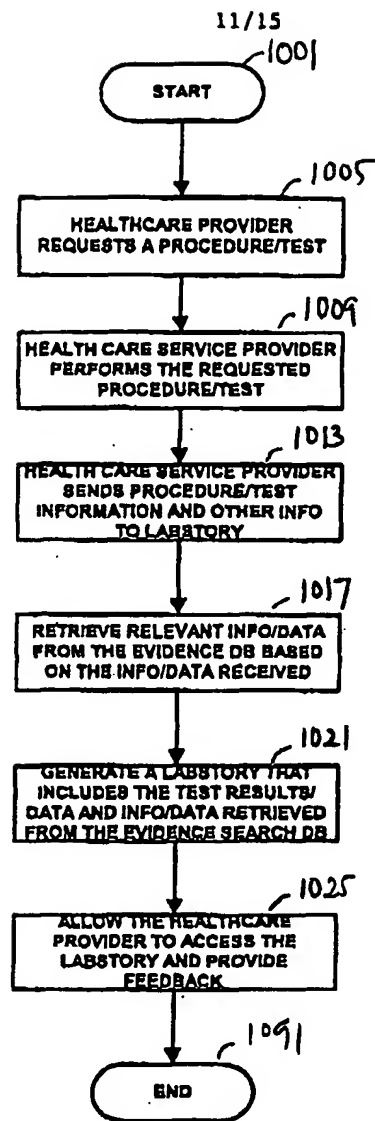 11/15
1001
START
1005
HEALTHCARE PROVIDER
REQUESTS A PROCEDURE/TEST
1009
HEALTH CARE SERVICE PROVIDER
PERFORMS THE REQUESTED
PROCEDURE/TEST
1013
HEALTH CARE SERVICE PROVIDER
SENDS PROCEDURE/TEST
INFORMATION AND OTHER INFO
TO LABSTORY
1017
RETRIEVE RELEVANT INFO/DATA
FROM THE EVIDENCE DB BASED
ON THE INFO/DATA RECEIVED
1021
GENERATE A LABSTORY THAT
INCLUDES THE TEST RESULTS/
DATA AND INFO/DATA RETRIEVED
FROM THE EVIDENCE SEARCH DB
1025
ALLOW THE HEALTHCARE
PROVIDER TO ACCESS THE
LABSTORY AND PROVIDE
FEEDBACK
1091
END